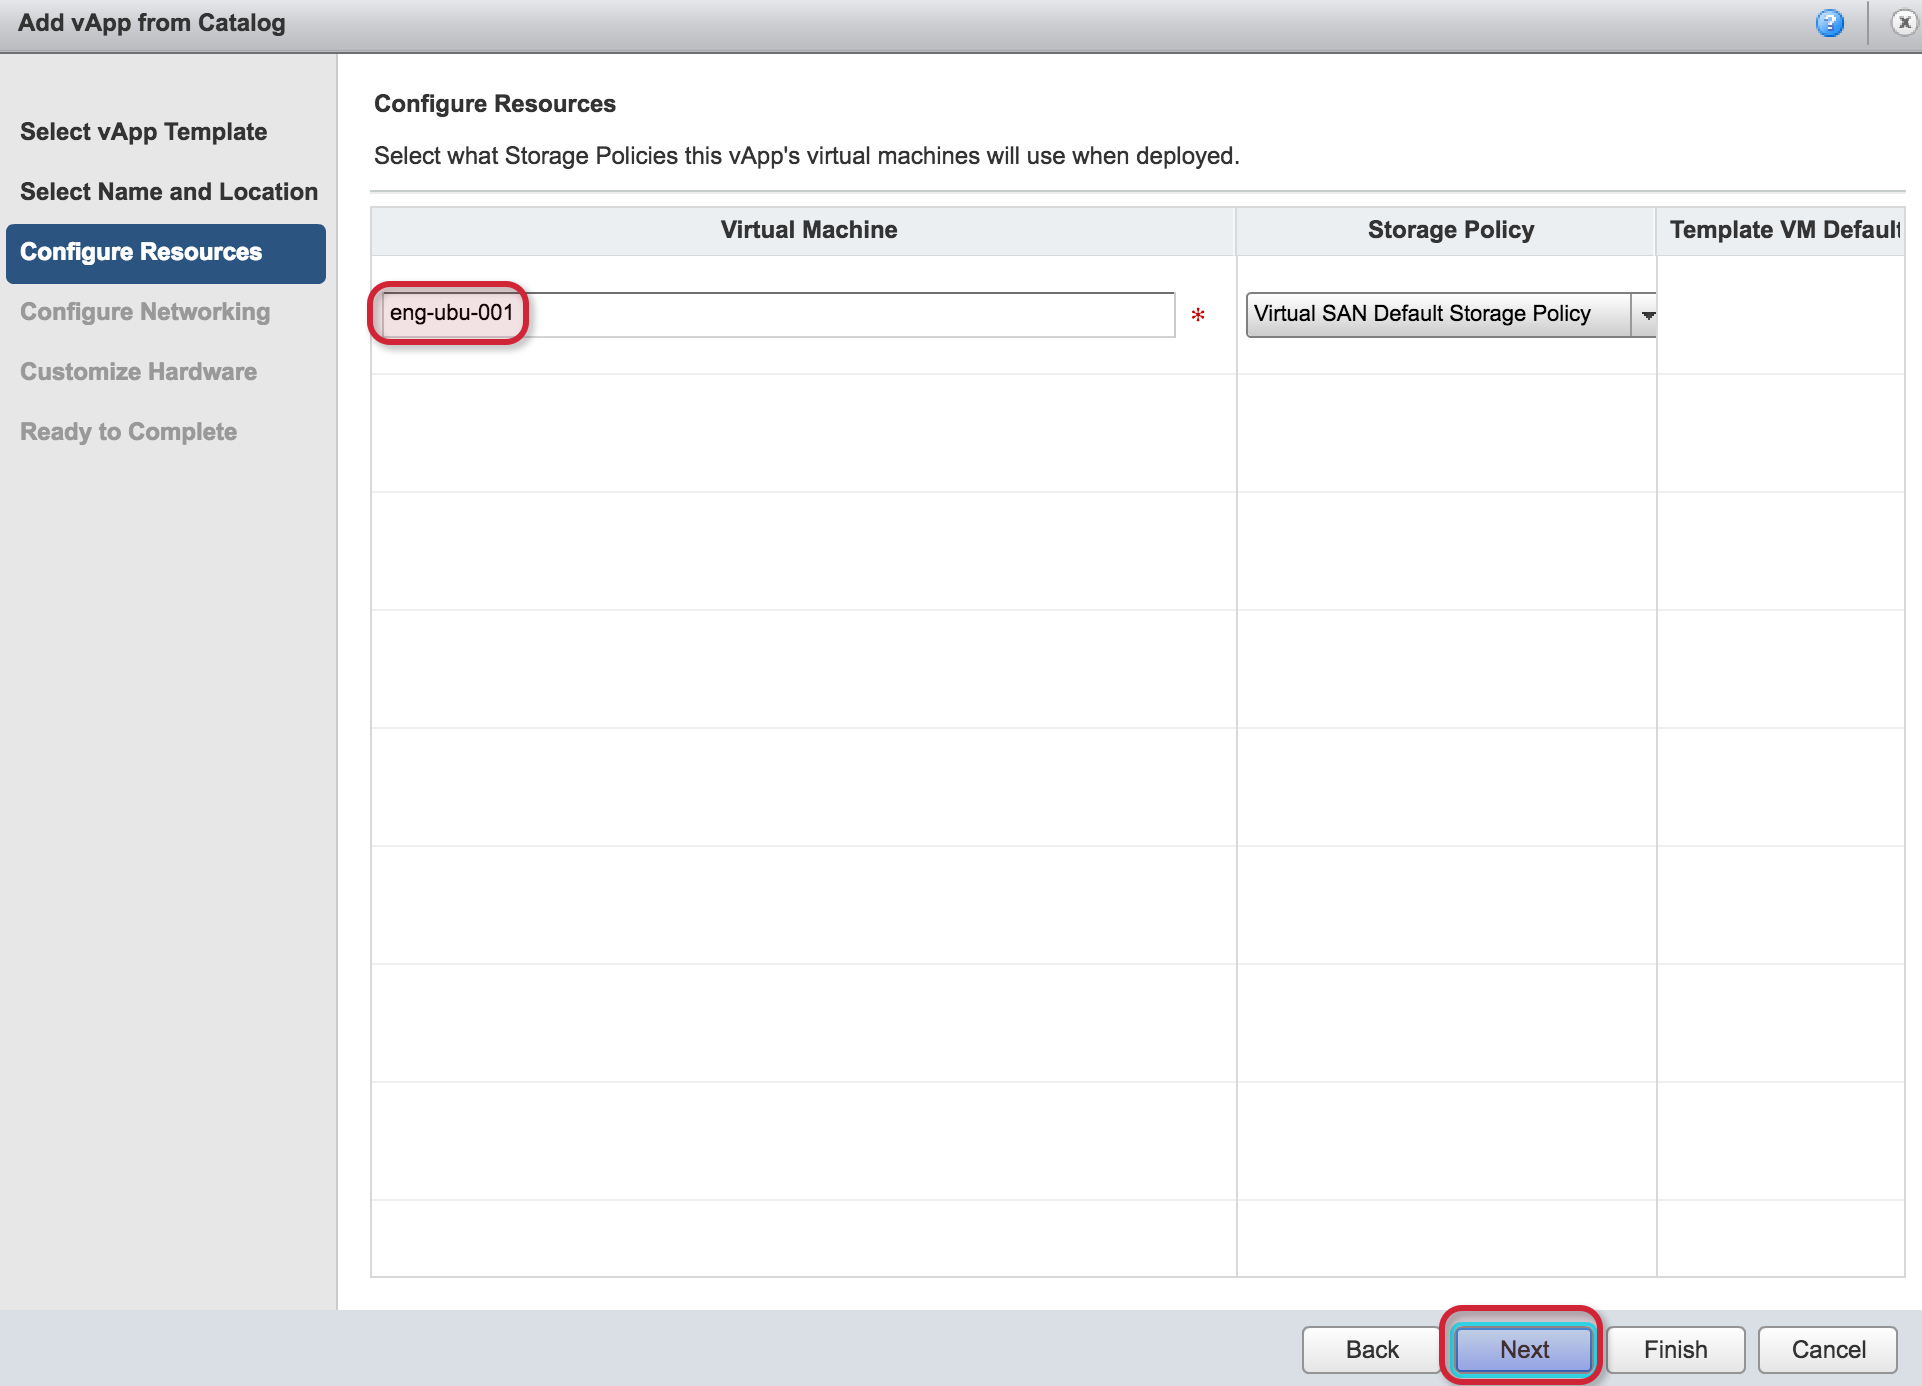 Add vApp from Catalog
Select vApp Template
Select Name and Location
Configure Resources
Configure Networking
Customize Hardware
Ready to Complete
Configure Resources
Select what Storage Policies this vApp's virtual machines will use when deployed.
Virtual Machine Storage Policy Template VM Default
eng-ubu-001 * Virtual SAN Default Storage Policy
Back Next Finish Cancel